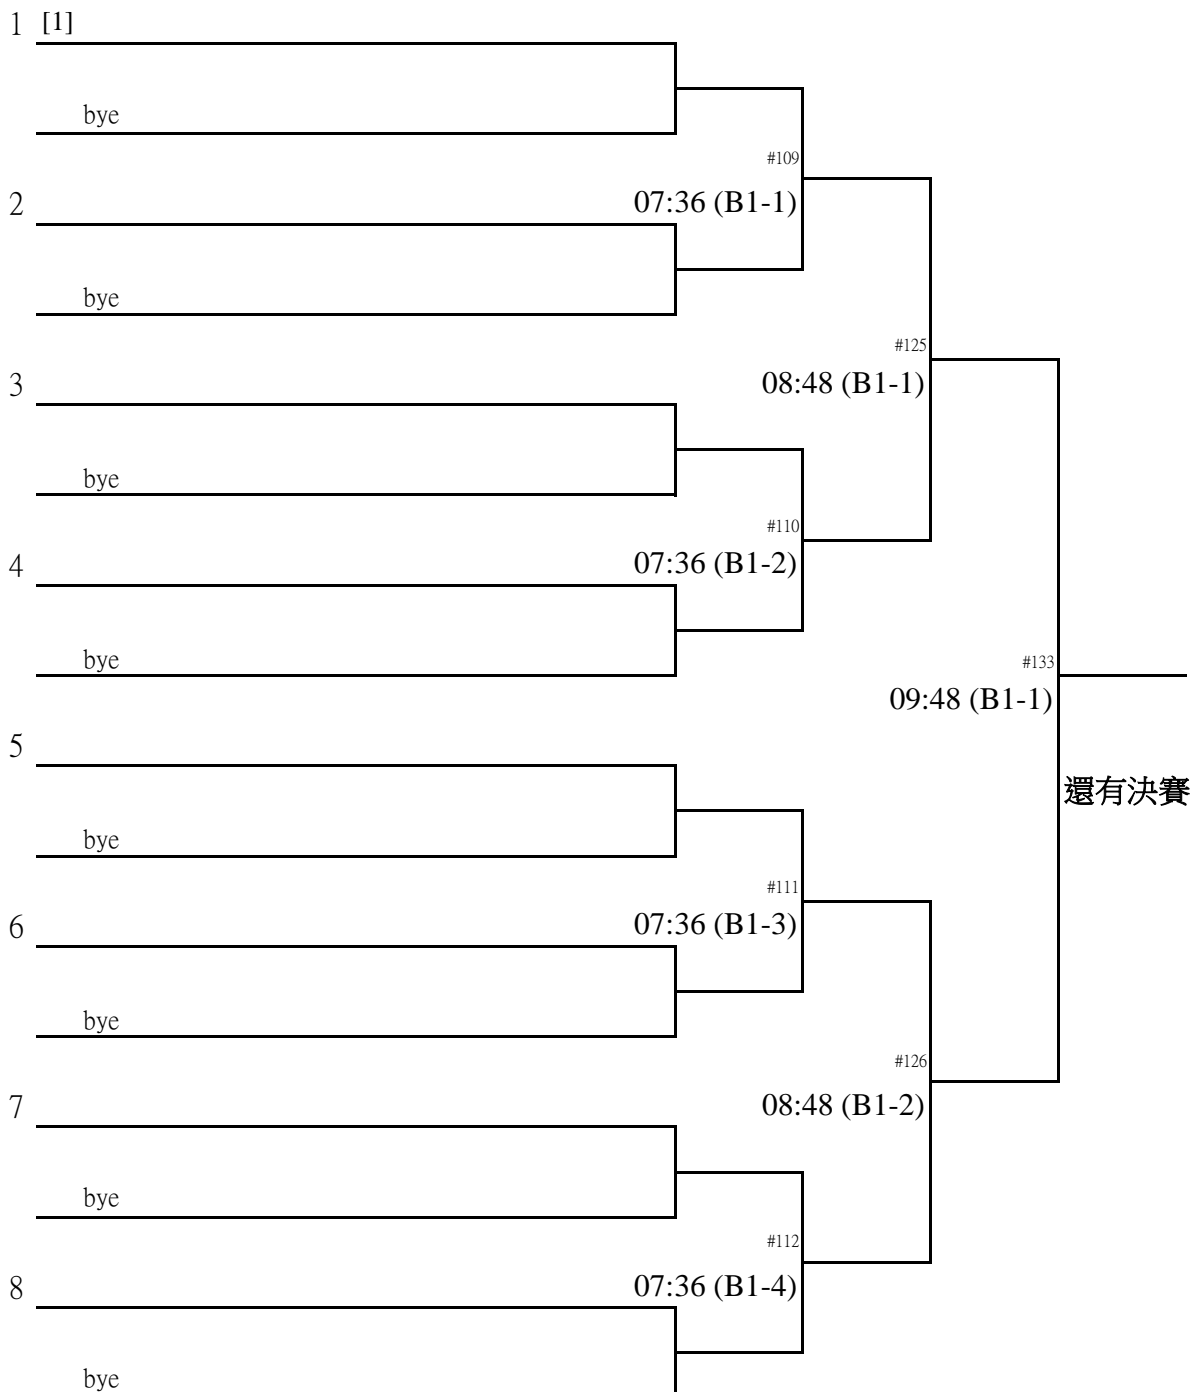 1 [1]
bye
#109
2
07:36 (B1-1)
bye
#125
3
08:48 (B1-1)
bye
#110
4
07:36 (B1-2)
bye
#133
09:48 (B1-1)
5
還有決賽
bye
#111
6
07:36 (B1-3)
bye
#126
7
08:48 (B1-2)
bye
#112
8
07:36 (B1-4)
bye